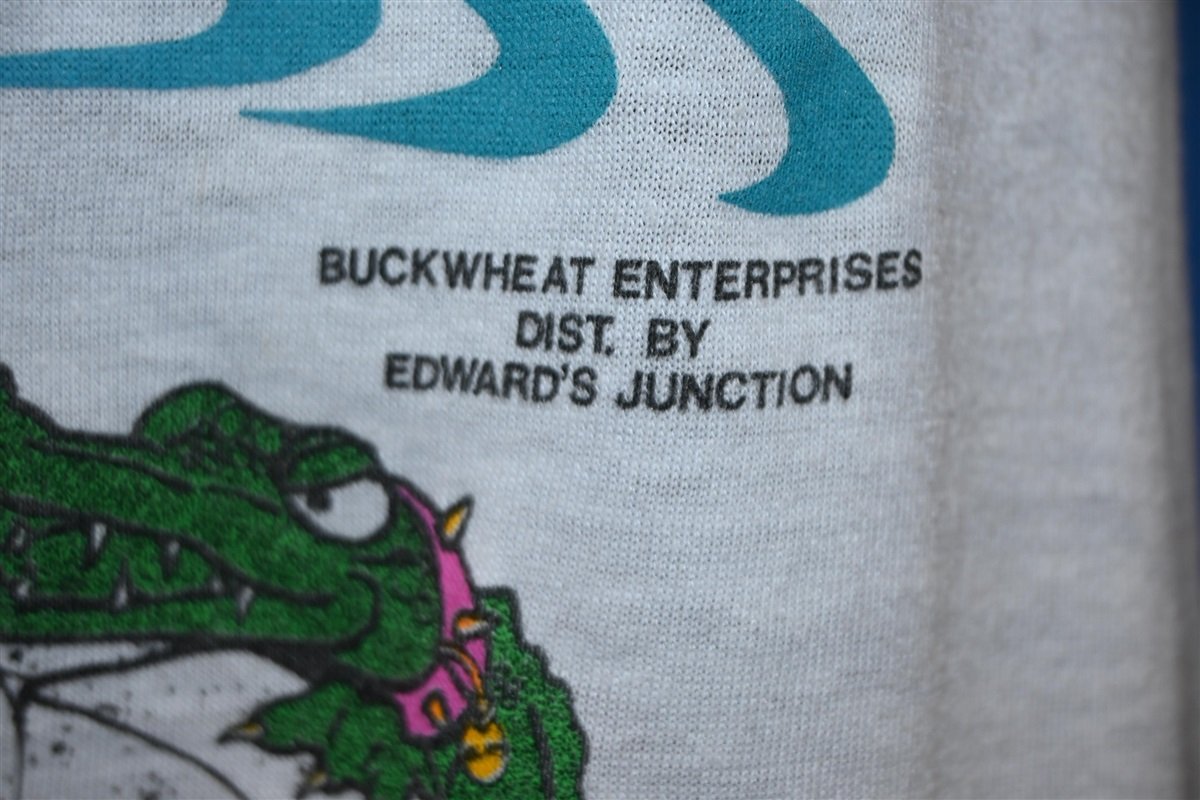 BUCKWHEAT ENTERPRISES
DIST. BY
EDWARD'S JUNCTION